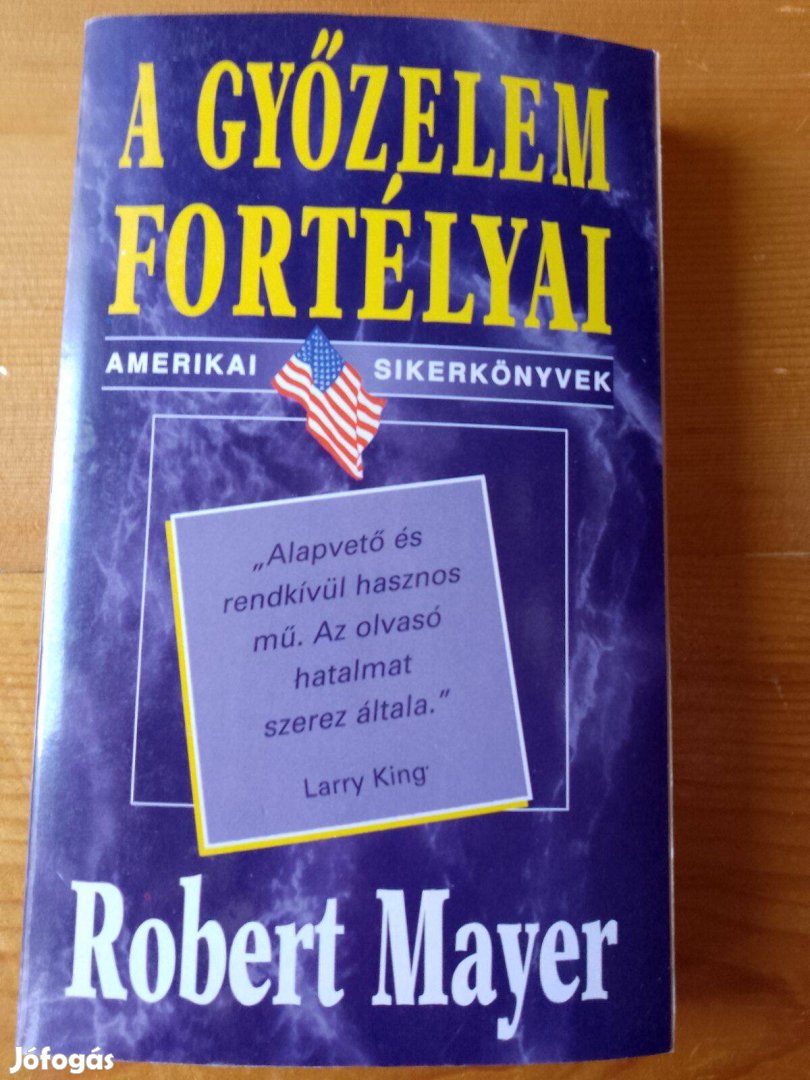 A GYŐZELEM
FORTÉLYAI
AMERIKAI SIKERKÖNYVEK
„Alapvető és
rendkívül hasznos
mű. Az olvasó
hatalmat
szerez általa.”
Larry King
Robert Mayer
Jófogás